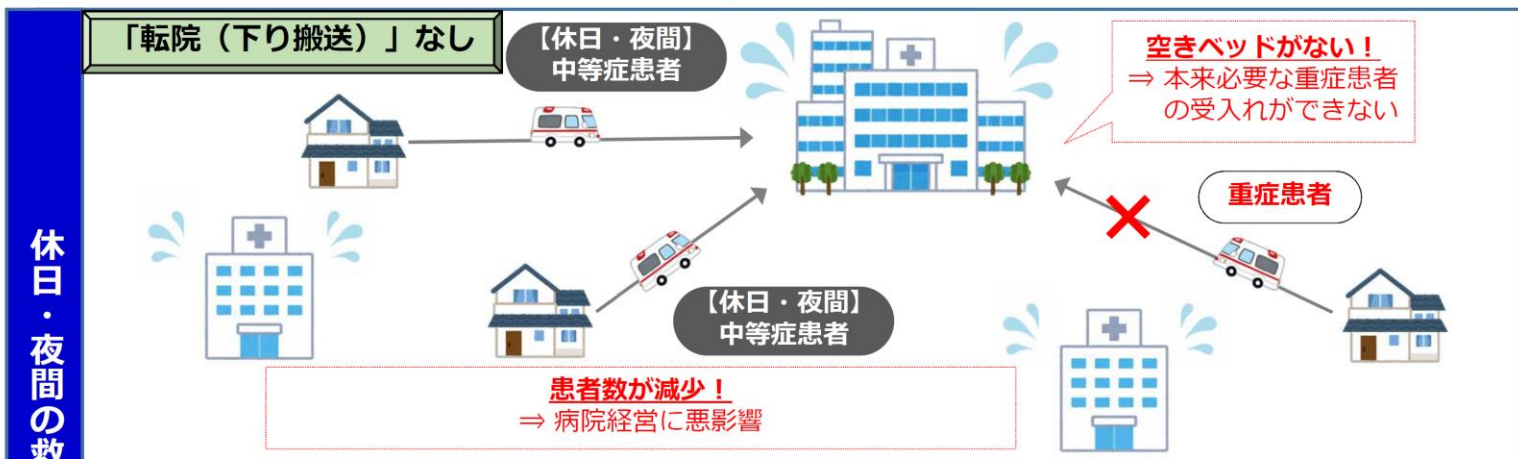 「転院（下り搬送）」なし
【休日・夜間】
中等症患者
空きベッドがない！
⇒ 本来必要な重症患者
の受入れができない
重症患者
休日・夜間の救
【休日・夜間】
中等症患者
患者数が減少！
⇒ 病院経営に悪影響